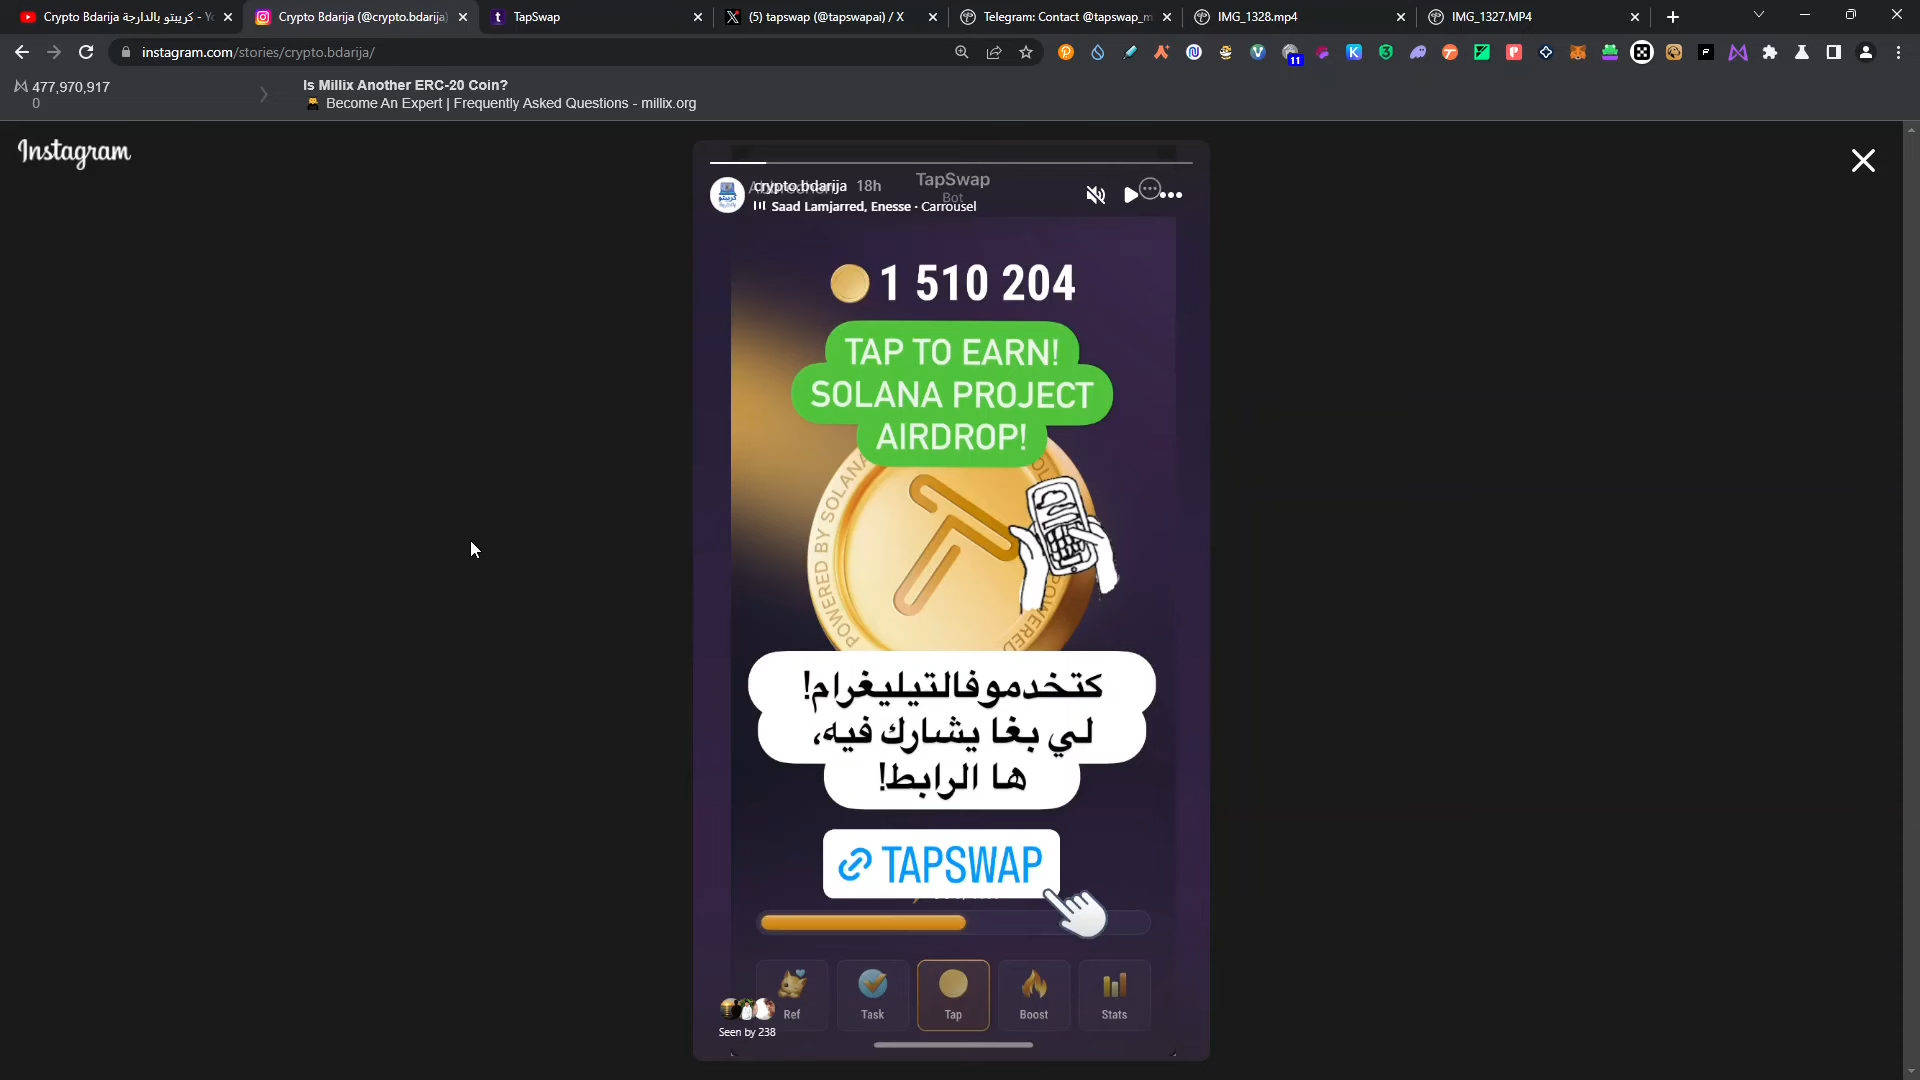 Crypto Bdarija كريبتو بالدارجة - Y
Crypto Bdarija (@crypto.bdarija)
TapSwap
(5) tapswap (@tapswapai) / X
Telegram: Contact @tapswap_m
IMG_1328.mp4
IMG_1327.MP4
instagram.com/stories/crypto.bdarija/
11
477,970,917
0
Is Millix Another ERC-20 Coin?
Become An Expert | Frequently Asked Questions - millix.org
Instagram
crypto.bdarija 18h
TapSwap
Bot
Saad Lamjarred, Enesse · Carrousel
1 510 204
TAP TO EARN!
SOLANA PROJECT
AIRDROP!
POWERED BY SOLANA
POWERED
كتخدموفالتيليغرام!
لي بغا يشارك فيه،
ها الرابط!
TAPSWAP
Ref
Task
Tap
Boost
Stats
Seen by 238